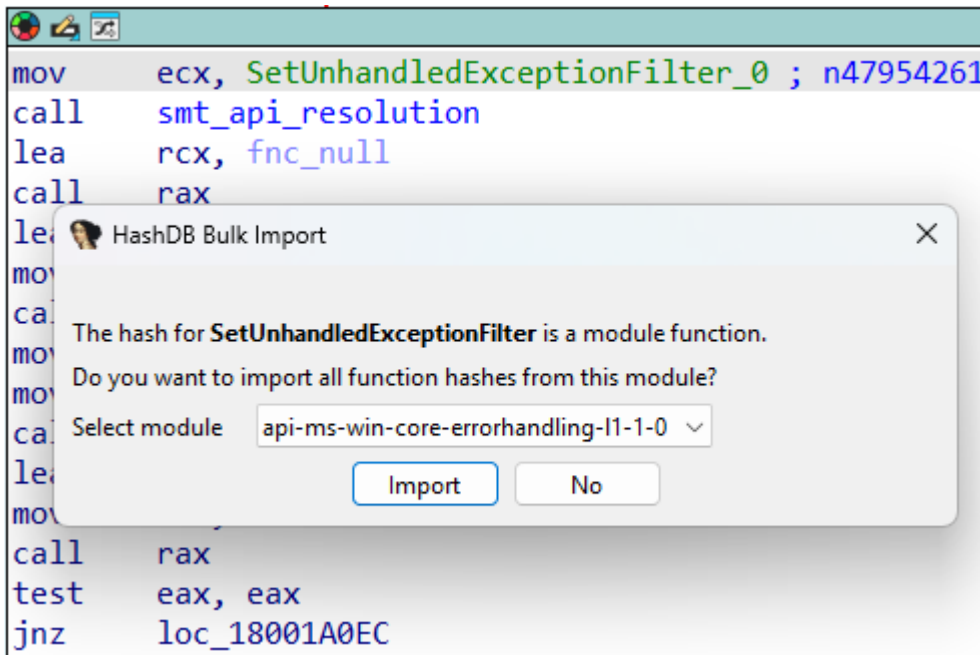 mov ecx, SetUnhandledExceptionFilter_0 ; n47954261
call smt_api_resolution
lea rcx, fnc_null
call rax
HashDB Bulk Import
The hash for SetUnhandledExceptionFilter is a module function.
Do you want to import all function hashes from this module?
Select module api-ms-win-core-errorhandling-l1-1-0
Import No
call rax
test eax, eax
jnz loc_18001A0EC